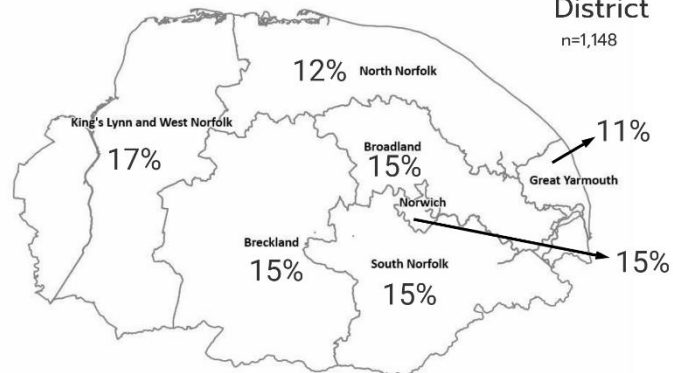 District
n=1,148
12% North Norfolk
King's Lynn and West Norfolk
17%
11%
Broadland
15%
Great Yarmouth
Norwich
Breckland
15%
South Norfolk
15%
15%